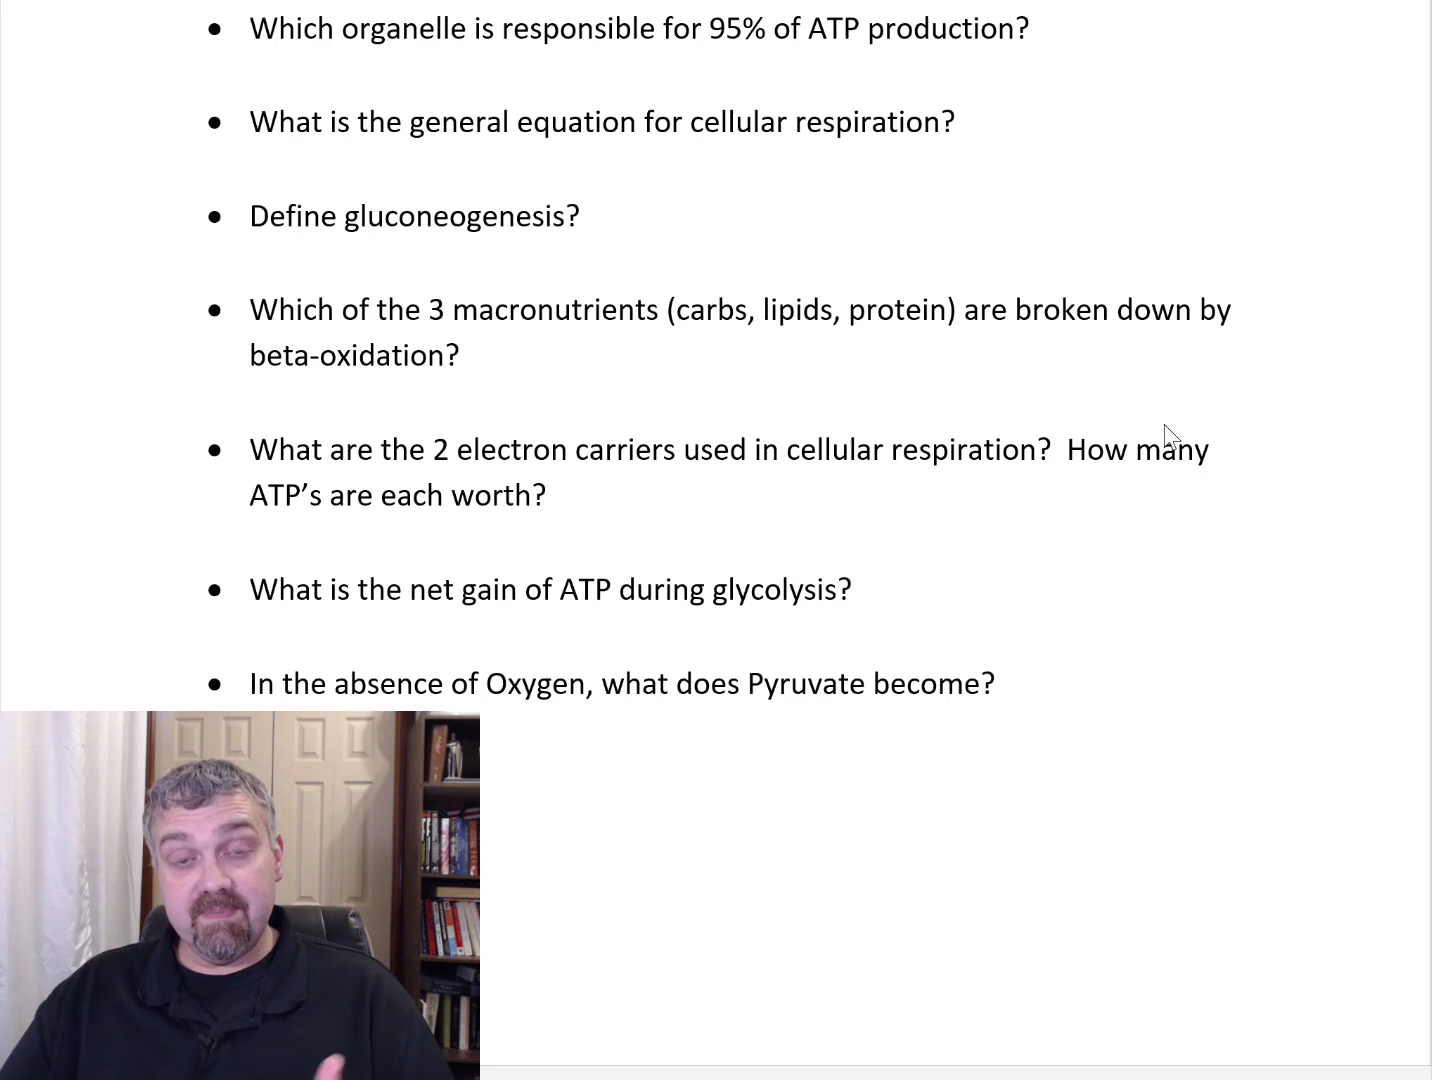 • Which organelle is responsible for 95% of ATP production?
• What is the general equation for cellular respiration?
• Define gluconeogenesis?
• Which of the 3 macronutrients (carbs, lipids, protein) are broken down by
beta-oxidation?
• What are the 2 electron carriers used in cellular respiration?  How many
ATP’s are each worth?
• What is the net gain of ATP during glycolysis?
• In the absence of Oxygen, what does Pyruvate become?